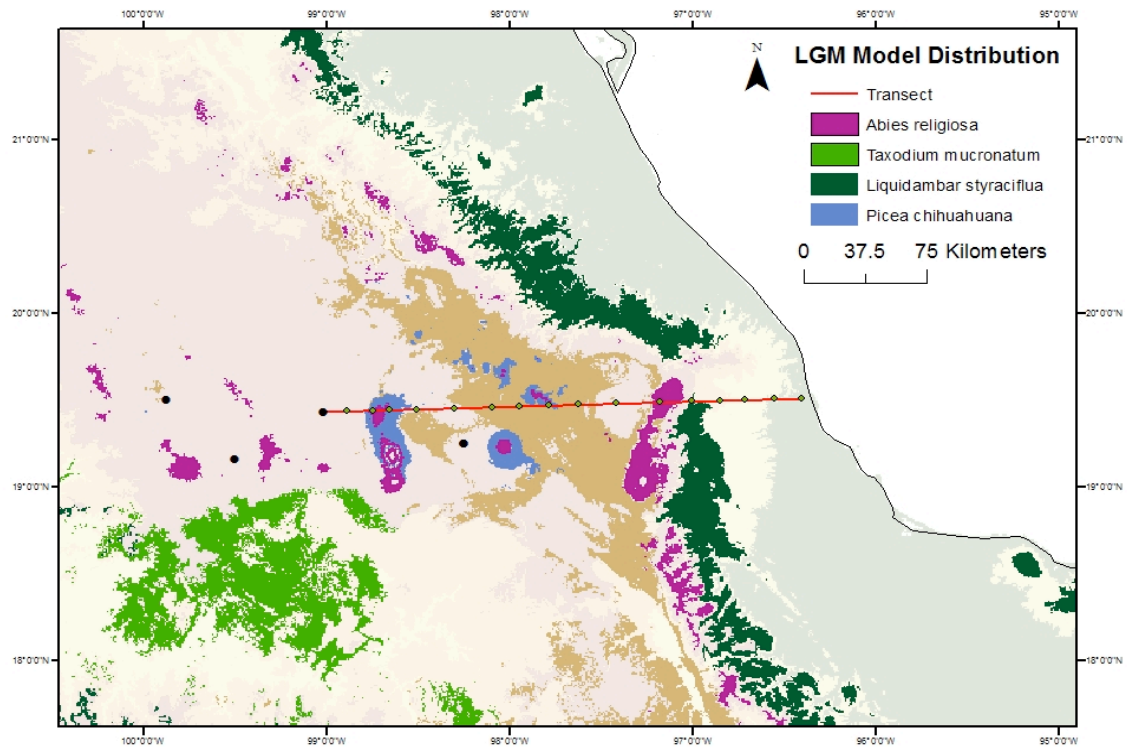 100°0'0"W 99°0'0"W 98°0'0"W 97°0'0"W 96°0'0"W 95°0'0"W
N
LGM Model Distribution
Transect
Abies religiosa
Taxodium mucronatum
Liquidambar styraciflua
Picea chihuahuana
0 37.5 75 Kilometers
21°0'0"N 21°0'0"N
20°0'0"N 20°0'0"N
19°0'0"N 19°0'0"N
18°0'0"N 18°0'0"N
100°0'0"W 99°0'0"W 98°0'0"W 97°0'0"W 96°0'0"W 95°0'0"W